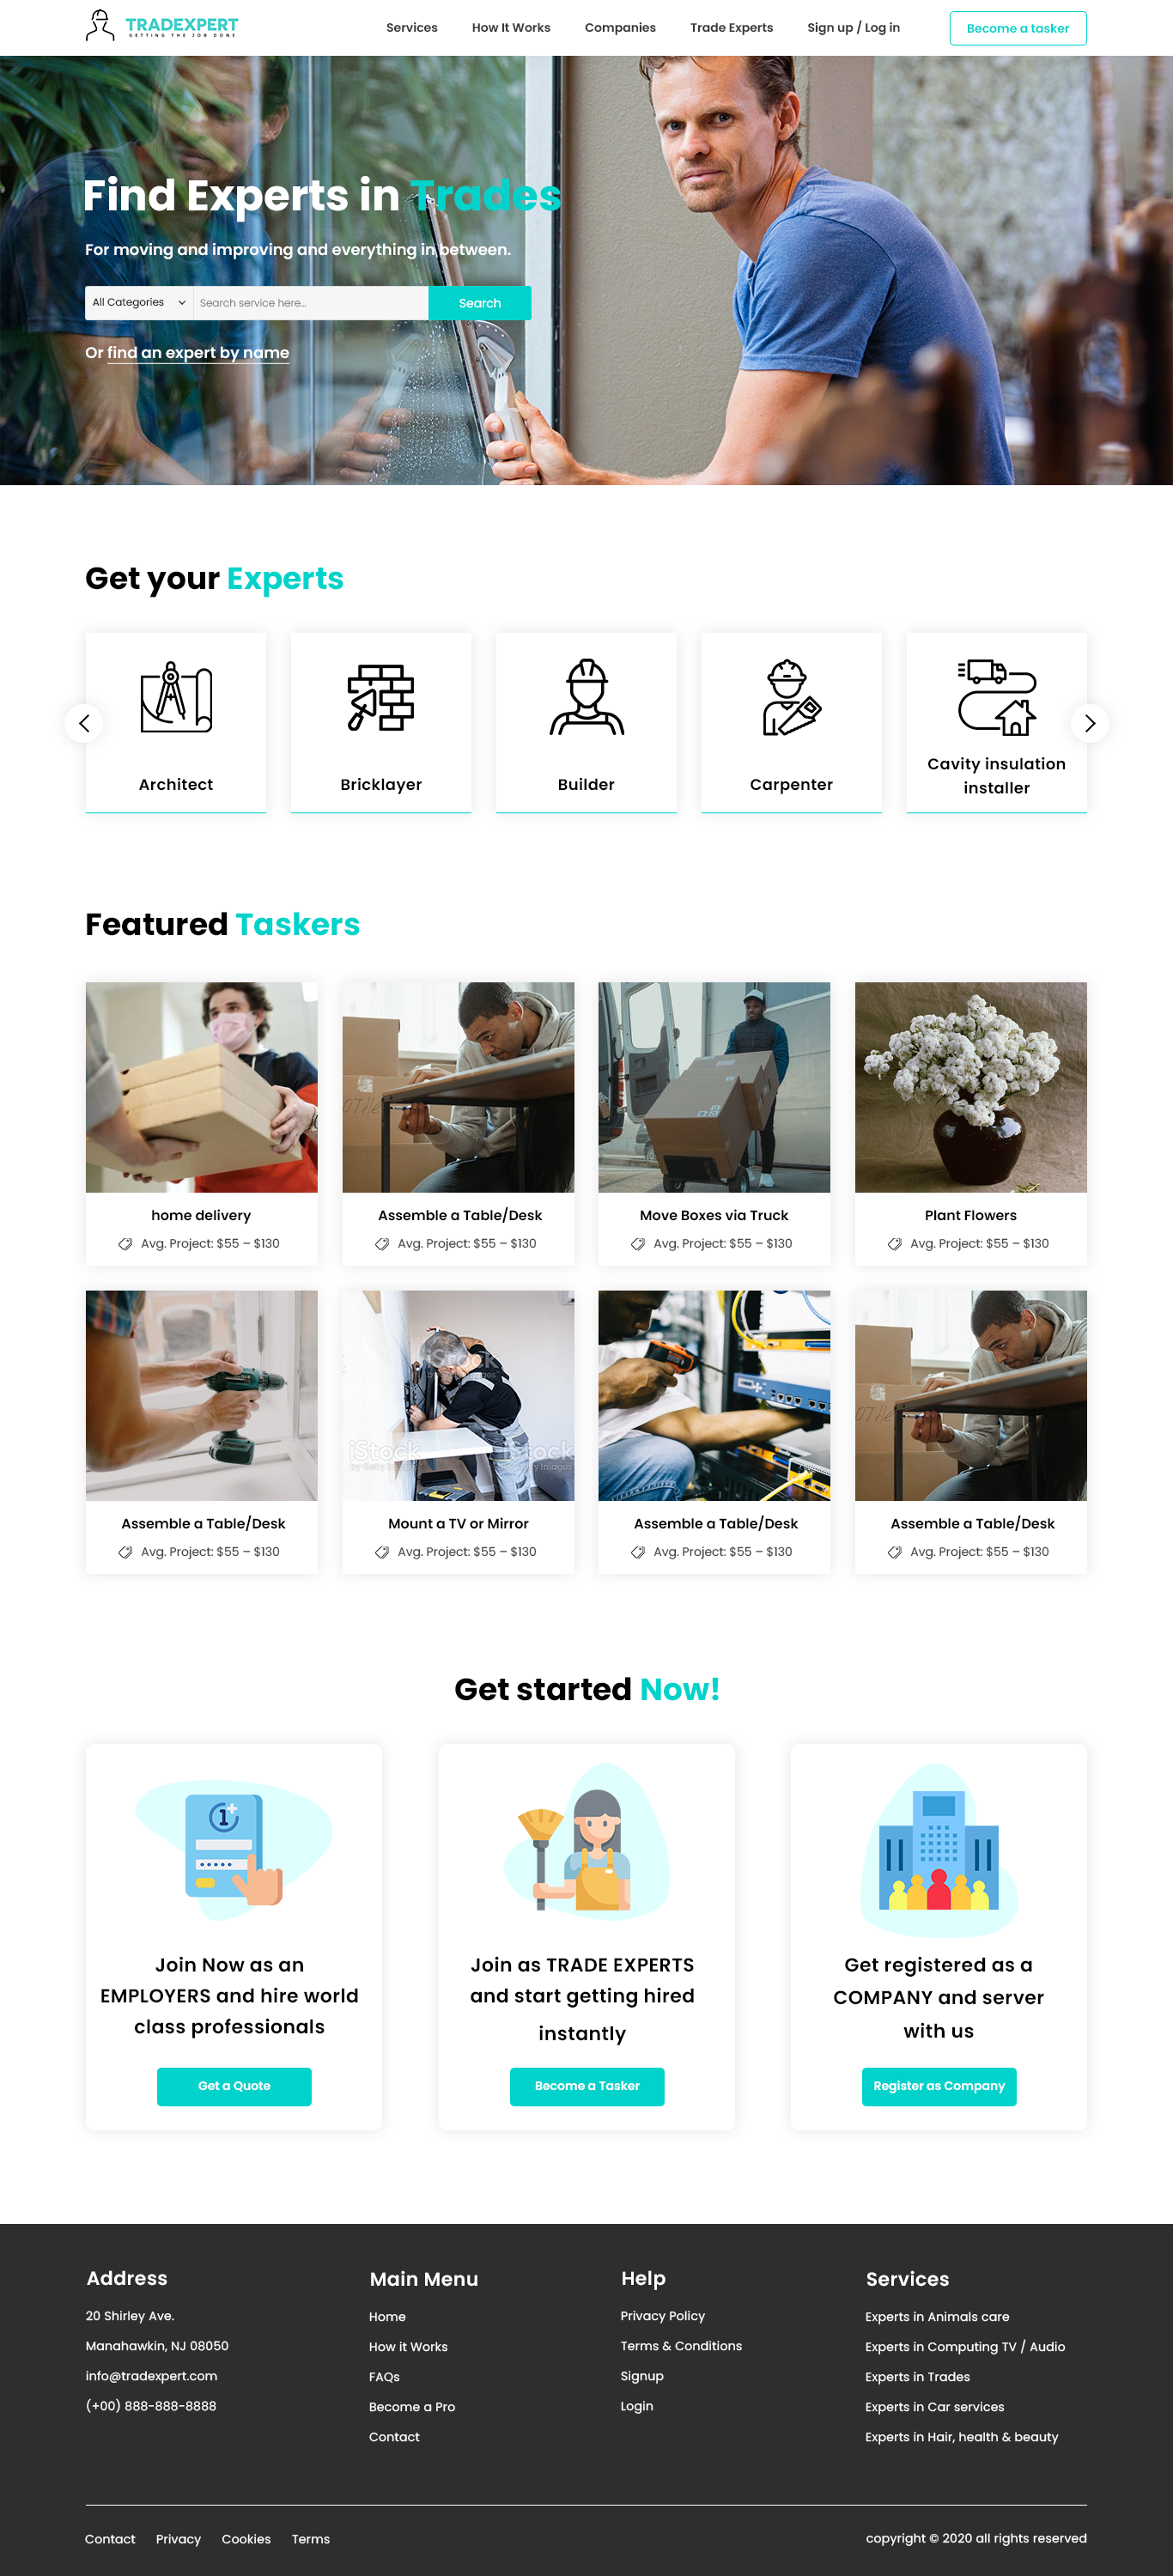 TRADEXPERT
GETTING THE JOB DONE
Services How It Works Companies Trade Experts Sign up / Log in Become a tasker
Find Experts in Trades
For moving and improving and everything in between.
All Categories Search service here... Search
Or find an expert by name
Get your Experts
Architect
Bricklayer
Builder
Carpenter
Cavity insulation
installer
Featured Taskers
home delivery
Avg. Project: $55 – $130
Assemble a Table/Desk
Avg. Project: $55 – $130
Move Boxes via Truck
Avg. Project: $55 – $130
Plant Flowers
Avg. Project: $55 – $130
iStock
by Getty Images
iStock
by Getty Images
iStock
Assemble a Table/Desk
Avg. Project: $55 – $130
Mount a TV or Mirror
Avg. Project: $55 – $130
Assemble a Table/Desk
Avg. Project: $55 – $130
Assemble a Table/Desk
Avg. Project: $55 – $130
Get started Now!
1
Join Now as an
EMPLOYERS and hire world
class professionals
Get a Quote
Join as TRADE EXPERTS
and start getting hired
instantly
Become a Tasker
Get registered as a
COMPANY and server
with us
Register as Company
Address
20 Shirley Ave.
Manahawkin, NJ 08050
info@tradexpert.com
(+00) 888-888-8888
Main Menu
Home
How it Works
FAQs
Become a Pro
Contact
Help
Privacy Policy
Terms & Conditions
Signup
Login
Services
Experts in Animals care
Experts in Computing TV / Audio
Experts in Trades
Experts in Car services
Experts in Hair, health & beauty
Contact Privacy Cookies Terms
copyright © 2020 all rights reserved